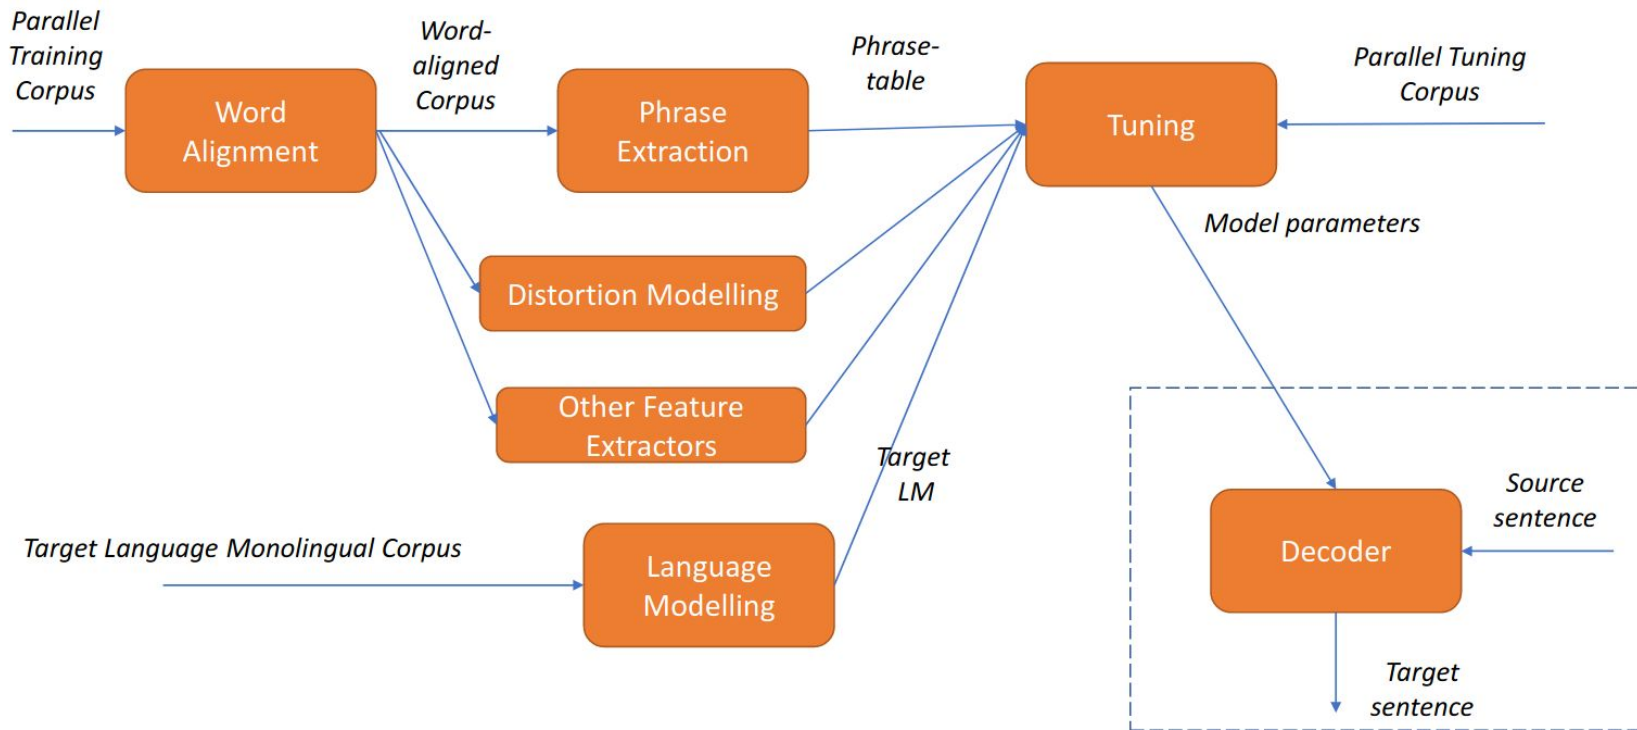 Parallel
Training
Corpus
Word
Alignment
Word-
aligned
Corpus
Phrase
Extraction
Phrase-
table
Tuning
Parallel Tuning
Corpus
Model parameters
Distortion Modelling
Other Feature
Extractors
Target
LM
Target Language Monolingual Corpus
Language
Modelling
Decoder
Source
sentence
Target
sentence